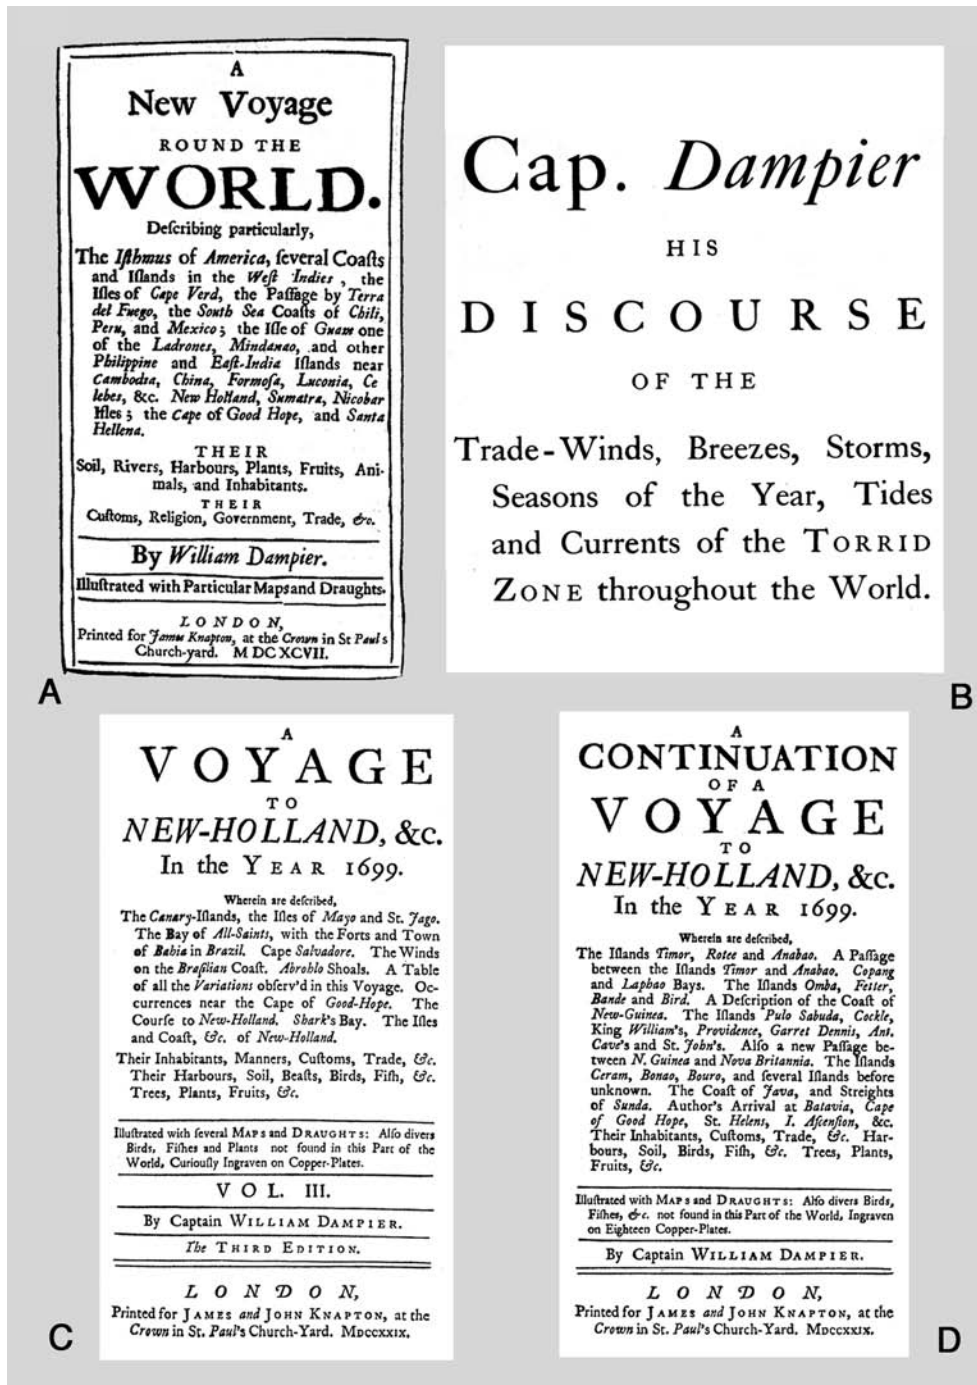 A
New Voyage
ROUND THE
WORLD.
Deſcribing particularly,
The Iſthmus of America, ſeveral Coaſts
and Iſlands in the Weſt Indies, the
Iſles of Cape Verd, the Paſſage by Terra
del Fuego, the South Sea Coaſts of Chili,
Peru, and Mexico; the Iſle of Guam one
of the Ladrones, Mindanao, and other
Philippine and Eaſt-India Iſlands near
Cambodia, China, Formoſa, Luconia, Ce
lebes, &c. New Holland, Sumatra, Nicobar
Iſles; the Cape of Good Hope, and Santa
Hellena.
THEIR
Soil, Rivers, Harbours, Plants, Fruits, Ani-
mals, and Inhabitants.
THEIR
Cuſtoms, Religion, Government, Trade, &c.
By William Dampier.
Illuſtrated with Particular Maps and Draughts.
LONDON,
Printed for James Knapton, at the Crown in St Paul's
Church-yard. M DC XCVII.
A
Cap. Dampier
HIS
DISCOURSE
OF THE
Trade-Winds, Breezes, Storms,
Seasons of the Year, Tides
and Currents of the TORRID
ZONE throughout the World.
B
A
VOYAGE
TO
NEW-HOLLAND, &c.
In the YEAR 1699.
Wherein are deſcribed,
The Canary-Iſlands, the Iſles of Mayo and St. Jago.
The Bay of All-Saints, with the Forts and Town
of Bahia in Brazil. Cape Salvadore. The Winds
on the Braſilian Coaſt. Abrohlo Shoals. A Table
of all the Variations obſerv'd in this Voyage. Oc-
currences near the Cape of Good-Hope. The
Courſe to New-Holland. Shark's Bay. The Iſles
and Coaſt, &c. of New-Holland.
Their Inhabitants, Manners, Cuſtoms, Trade, &c.
Their Harbours, Soil, Beaſts, Birds, Fiſh, &c.
Trees, Plants, Fruits, &c.
Illuſtrated with ſeveral MAPS and DRAUGHTS: Alſo divers
Birds, Fiſhes and Plants not found in this Part of the
World, Curiouſly Ingraven on Copper-Plates.
VOL. III.
By Captain WILLIAM DAMPIER.
The THIRD EDITION.
LONDON,
Printed for JAMES and JOHN KNAPTON, at the
Crown in St. Paul's Church-Yard. MDCCXXIX.
C
A
CONTINUATION
OF A
VOYAGE
TO
NEW-HOLLAND, &c.
In the YEAR 1699.
Wherein are deſcribed,
The Iſlands Timor, Rotee and Anabao. A Paſſage
between the Iſlands Timor and Anabao. Copang
and Laphao Bays. The Iſlands Omba, Fetter,
Bande and Bird. A Deſcription of the Coaſt of
New-Guinea. The Iſlands Pulo Sabuda, Cockle,
King William's, Providence, Garret Dennis, Ant.
Cave's and St. John's. Alſo a new Paſſage be-
tween N. Guinea and Nova Britannia. The Iſlands
Ceram, Bonao, Bouro, and ſeveral Iſlands before
unknown. The Coaſt of Java, and Streights
of Sunda. Author's Arrival at Batavia, Cape
of Good Hope, St. Helens, I. Aſcenſion, &c.
Their Inhabitants, Cuſtoms, Trade, &c. Har-
bours, Soil, Birds, Fiſh, &c. Trees, Plants,
Fruits, &c.
Illuſtrated with MAPS and DRAUGHTS: Alſo divers Birds,
Fiſhes, &c. not found in this Part of the World, Ingraven
on Eighteen Copper-Plates.
By Captain WILLIAM DAMPIER.
LONDON,
Printed for JAMES and JOHN KNAPTON, at the
Crown in St. Paul's Church-Yard. MDCCXXIX.
D